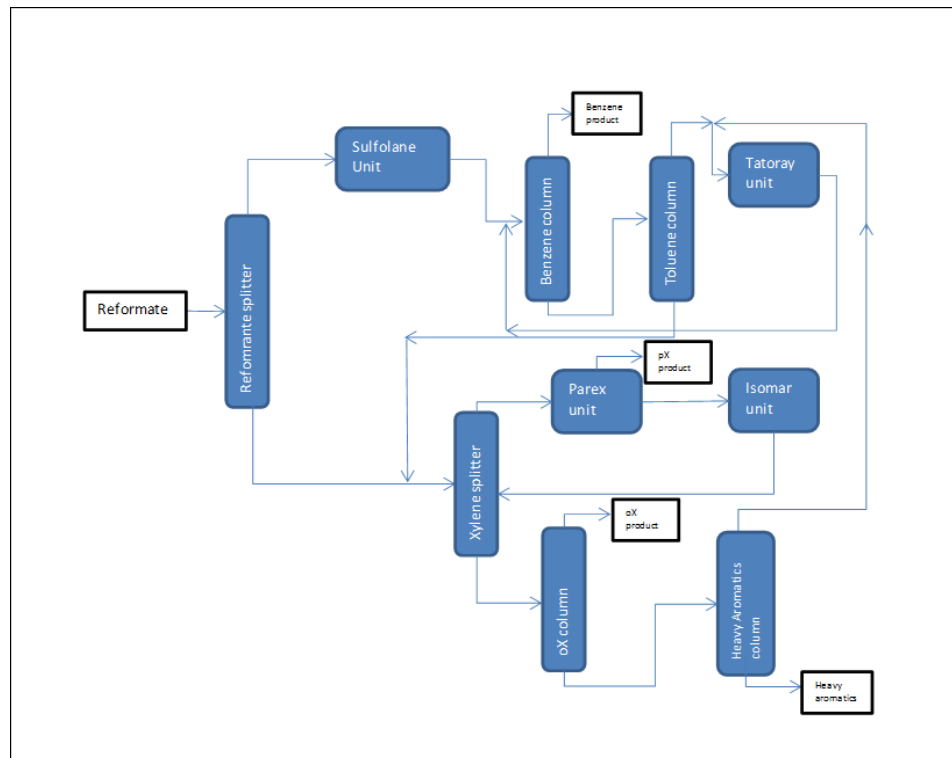 Benzene
product
Sulfolane
Unit
Tatoray
unit
Benzene column
Toluene column
Refomrante splitter
Reformate
pX
product
Parex
unit
Isomar
unit
Xylene splitter
oX
product
oX column
Heavy Aromatics
column
Heavy
aromatics